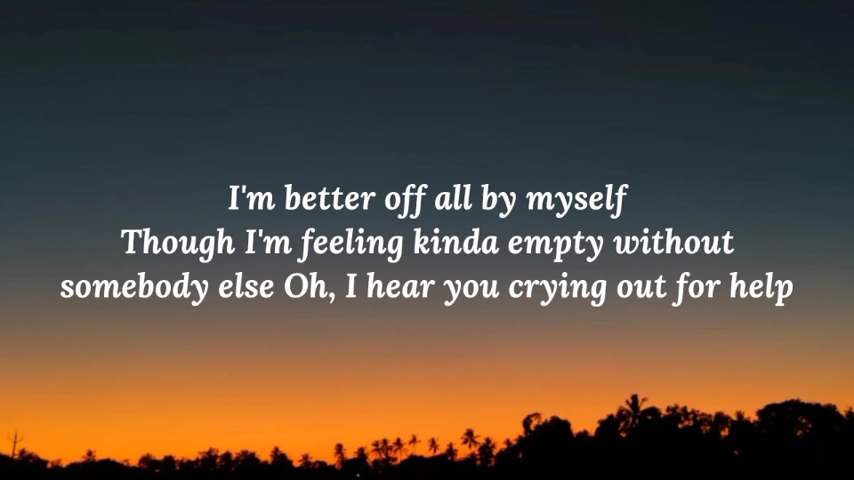 I'm better off all by myself
Though I'm feeling kinda empty without
somebody else Oh, I hear you crying out for help